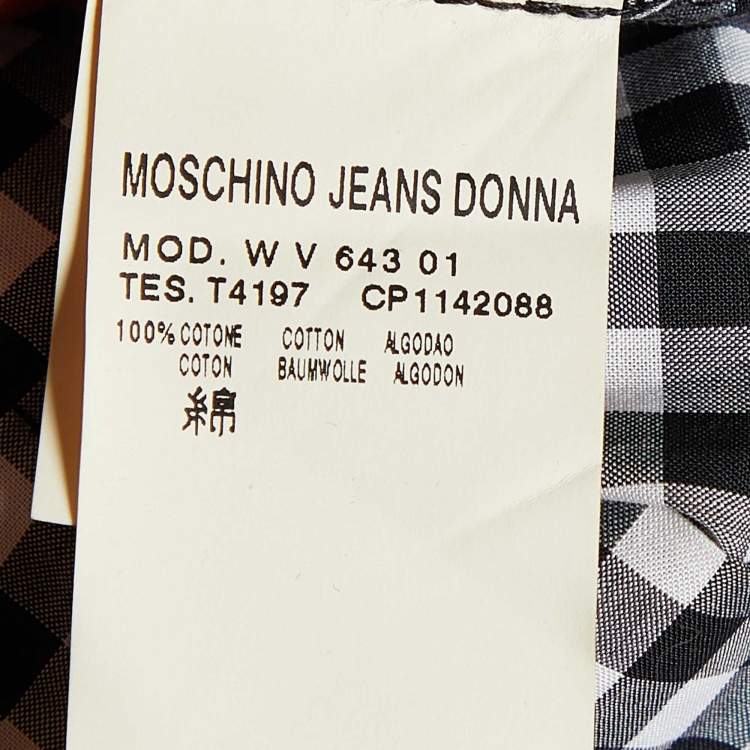 MOSCHINO JEANS DONNA
MOD. W V 643 01
TES. T4197 CP1142088
100% COTONE COTTON ALGODAO
COTON BAUMWOLLE ALGODON
綿